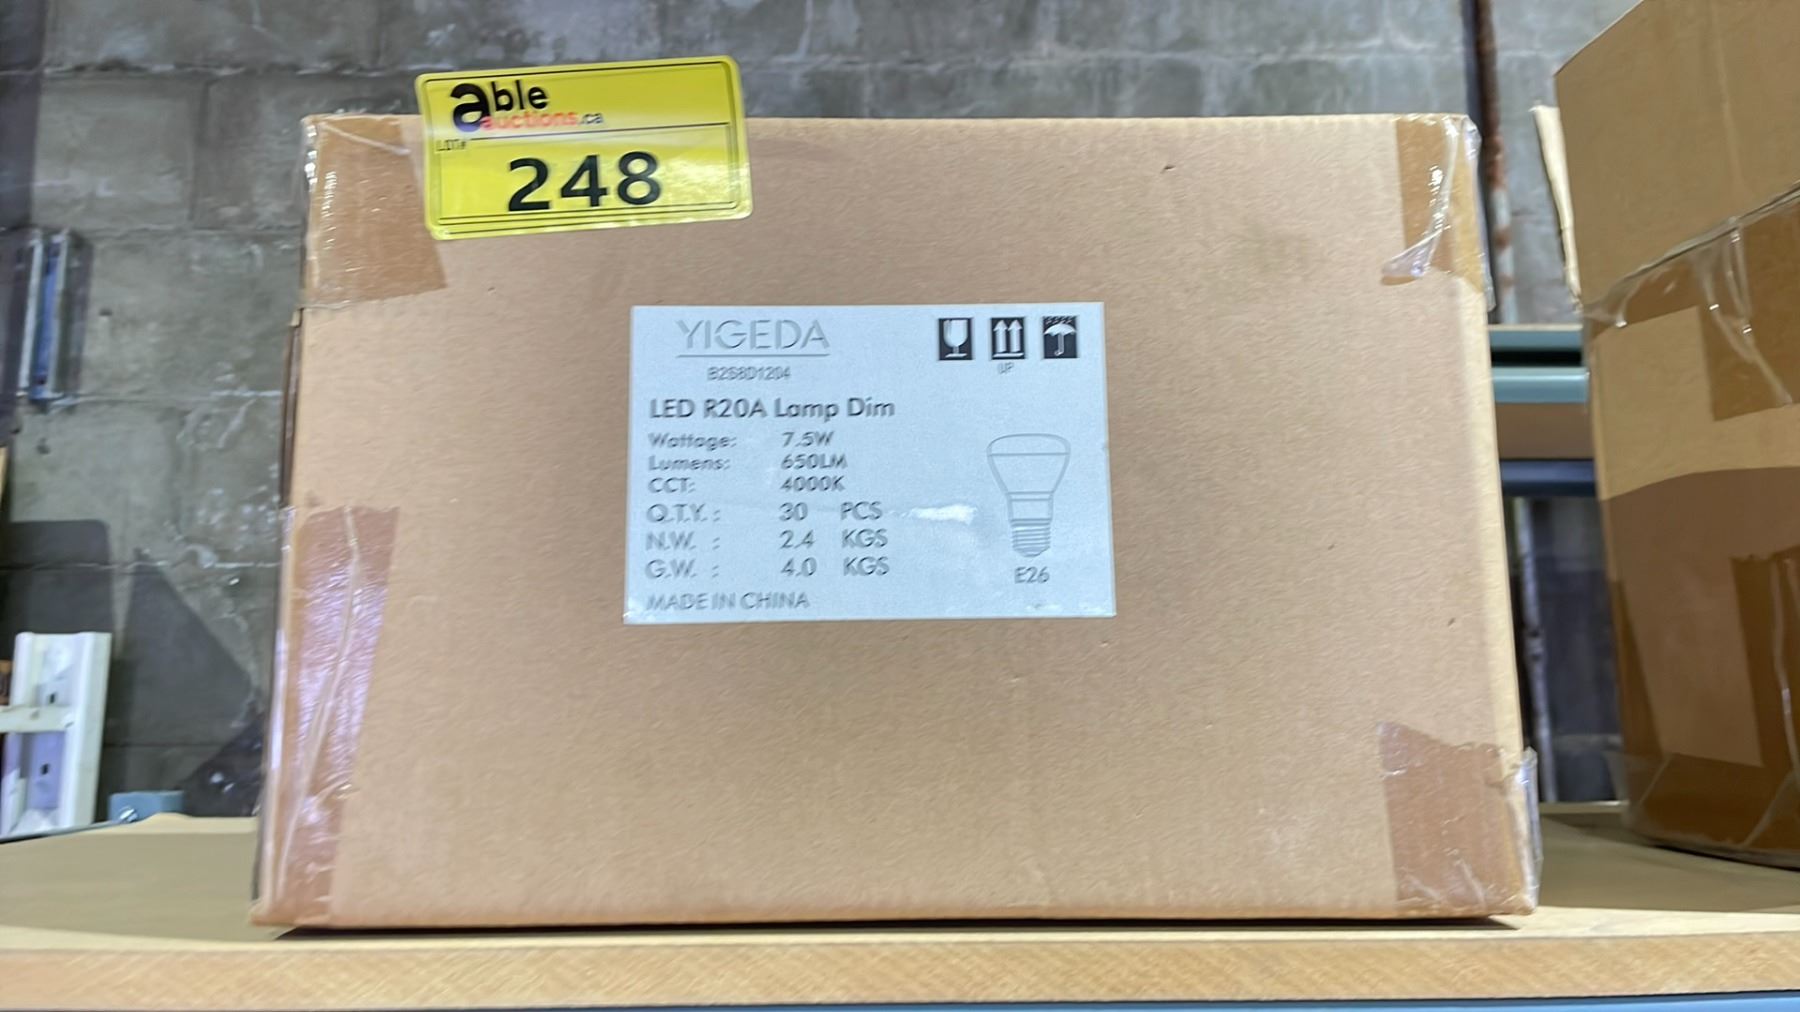 able
auctions.ca
LOT#
248
YIGEDA
B2S8D1204
UP
LED R20A Lamp Dim
Wattage: 7.5W
Lumens: 650LM
CCT: 4000K
Q.T.Y. : 30 PCS
N.W. : 2.4 KGS
G.W. : 4.0 KGS
E26
MADE IN CHINA